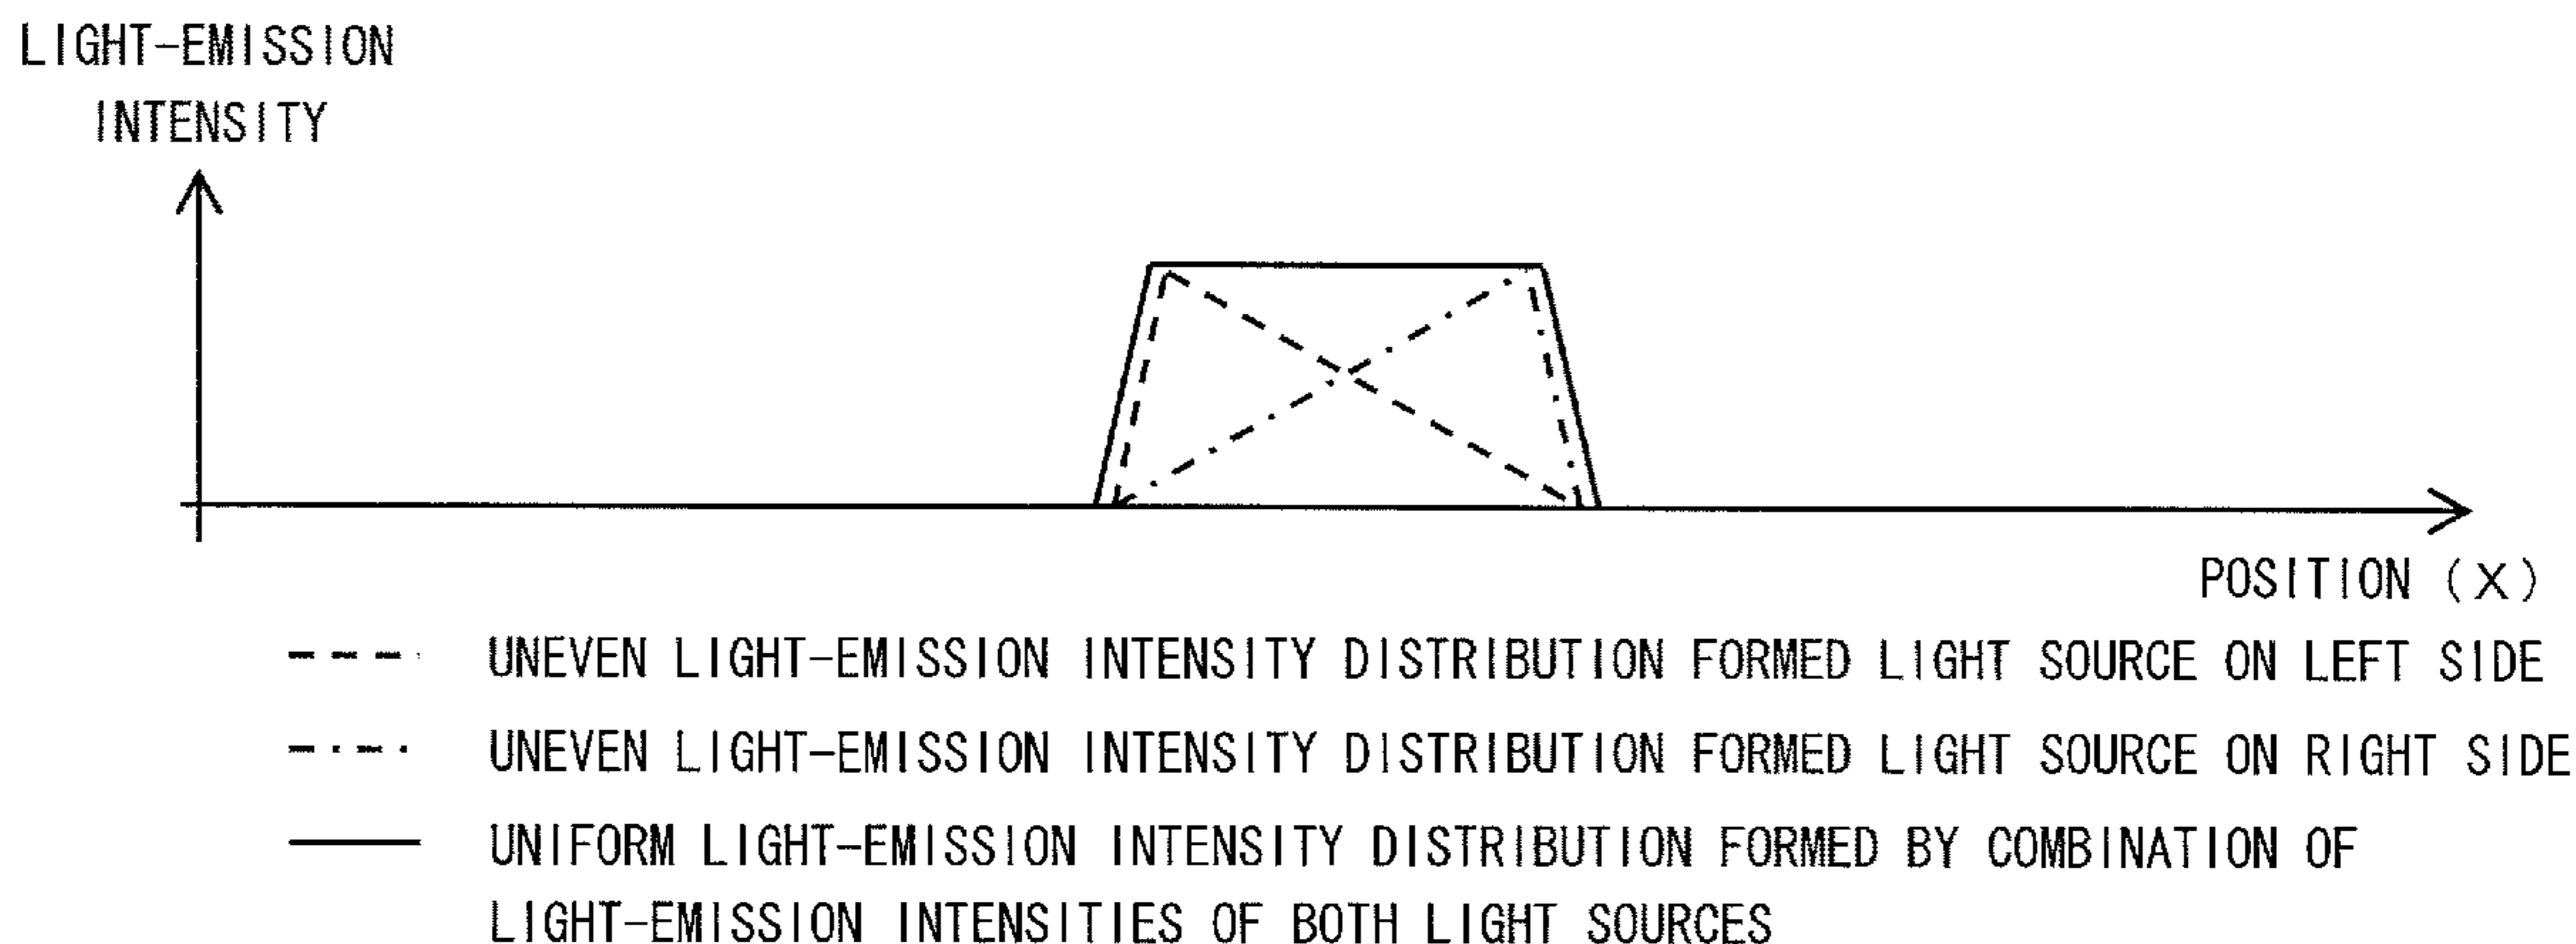 LIGHT-EMISSION
INTENSITY
POSITION (X)
UNEVEN LIGHT-EMISSION INTENSITY DISTRIBUTION FORMED LIGHT SOURCE ON LEFT SIDE
UNEVEN LIGHT-EMISSION INTENSITY DISTRIBUTION FORMED LIGHT SOURCE ON RIGHT SIDE
UNIFORM LIGHT-EMISSION INTENSITY DISTRIBUTION FORMED BY COMBINATION OF
LIGHT-EMISSION INTENSITIES OF BOTH LIGHT SOURCES